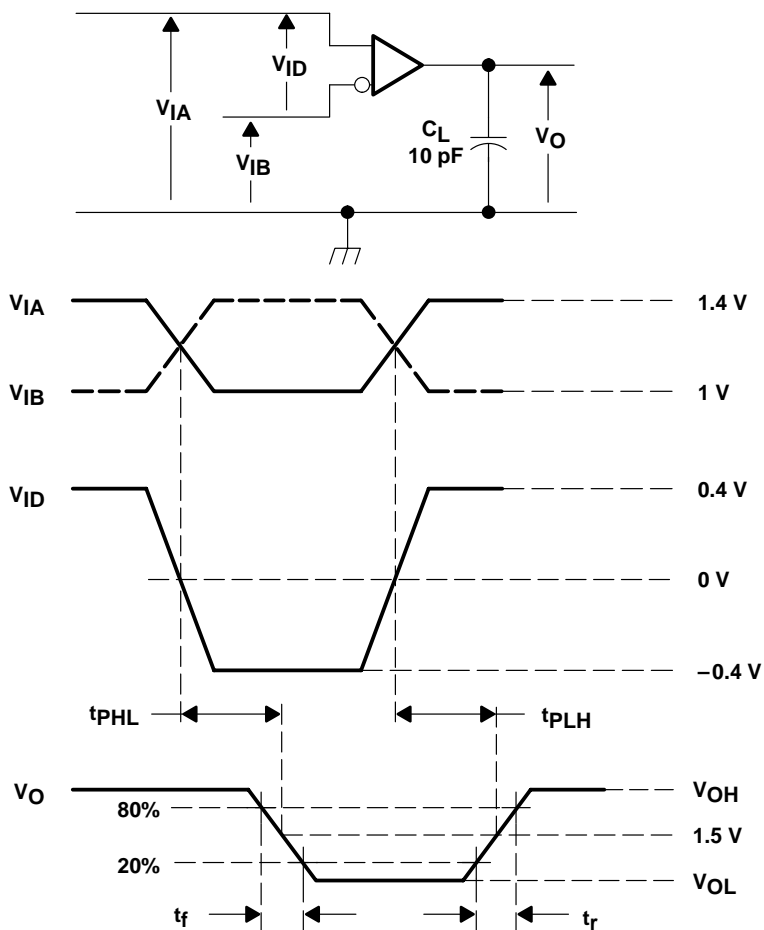 VID
VIA
VIB
CL
10 pF
VO
VIA
1.4 V
VIB
1 V
VID
0.4 V
0 V
–0.4 V
tPHL
tPLH
VO
VOH
80%
1.5 V
20%
VOL
tf
tr